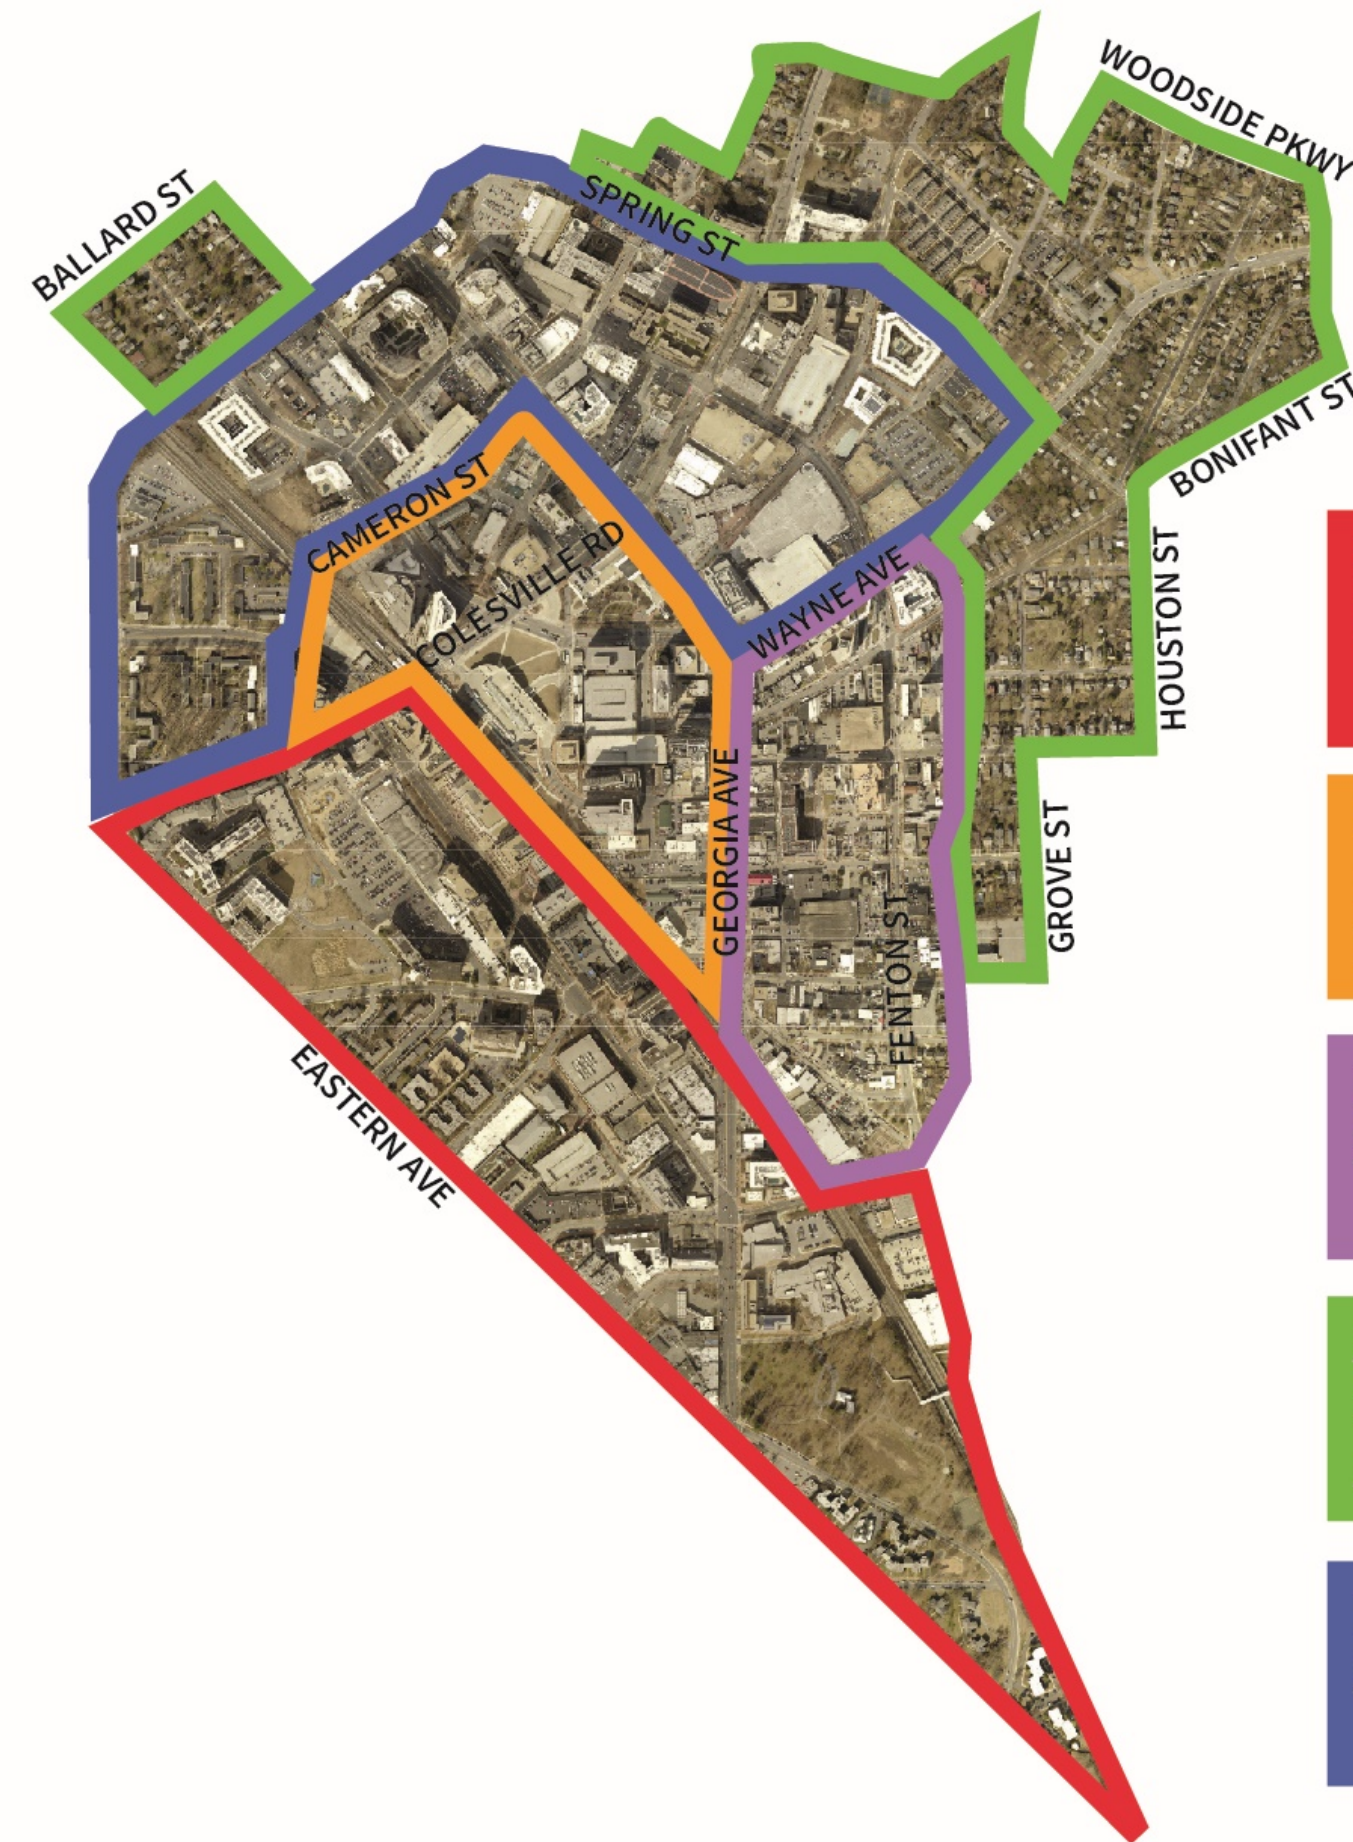 WOODSIDE PKWY
BALLARD ST
SPRING ST
BONIFANT ST
CAMERON ST
COLESVILLE RD
WAYNE AVE
HOUSTON ST
GEORGIA AVE
GROVE ST
FENTON ST
EASTERN AVE